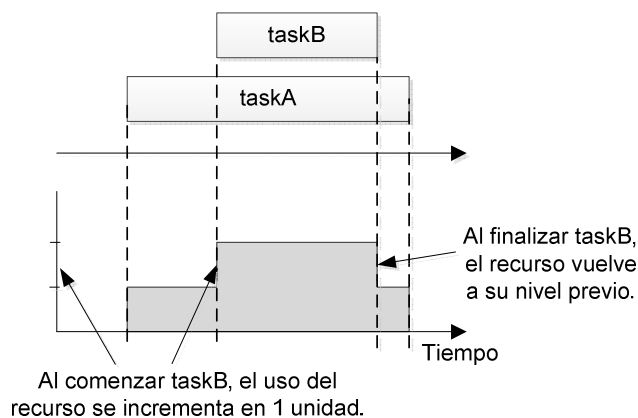 taskB
taskA
Al finalizar taskB,
el recurso vuelve
a su nivel previo.
Tiempo
Al comenzar taskB, el uso del
recurso se incrementa en 1 unidad.